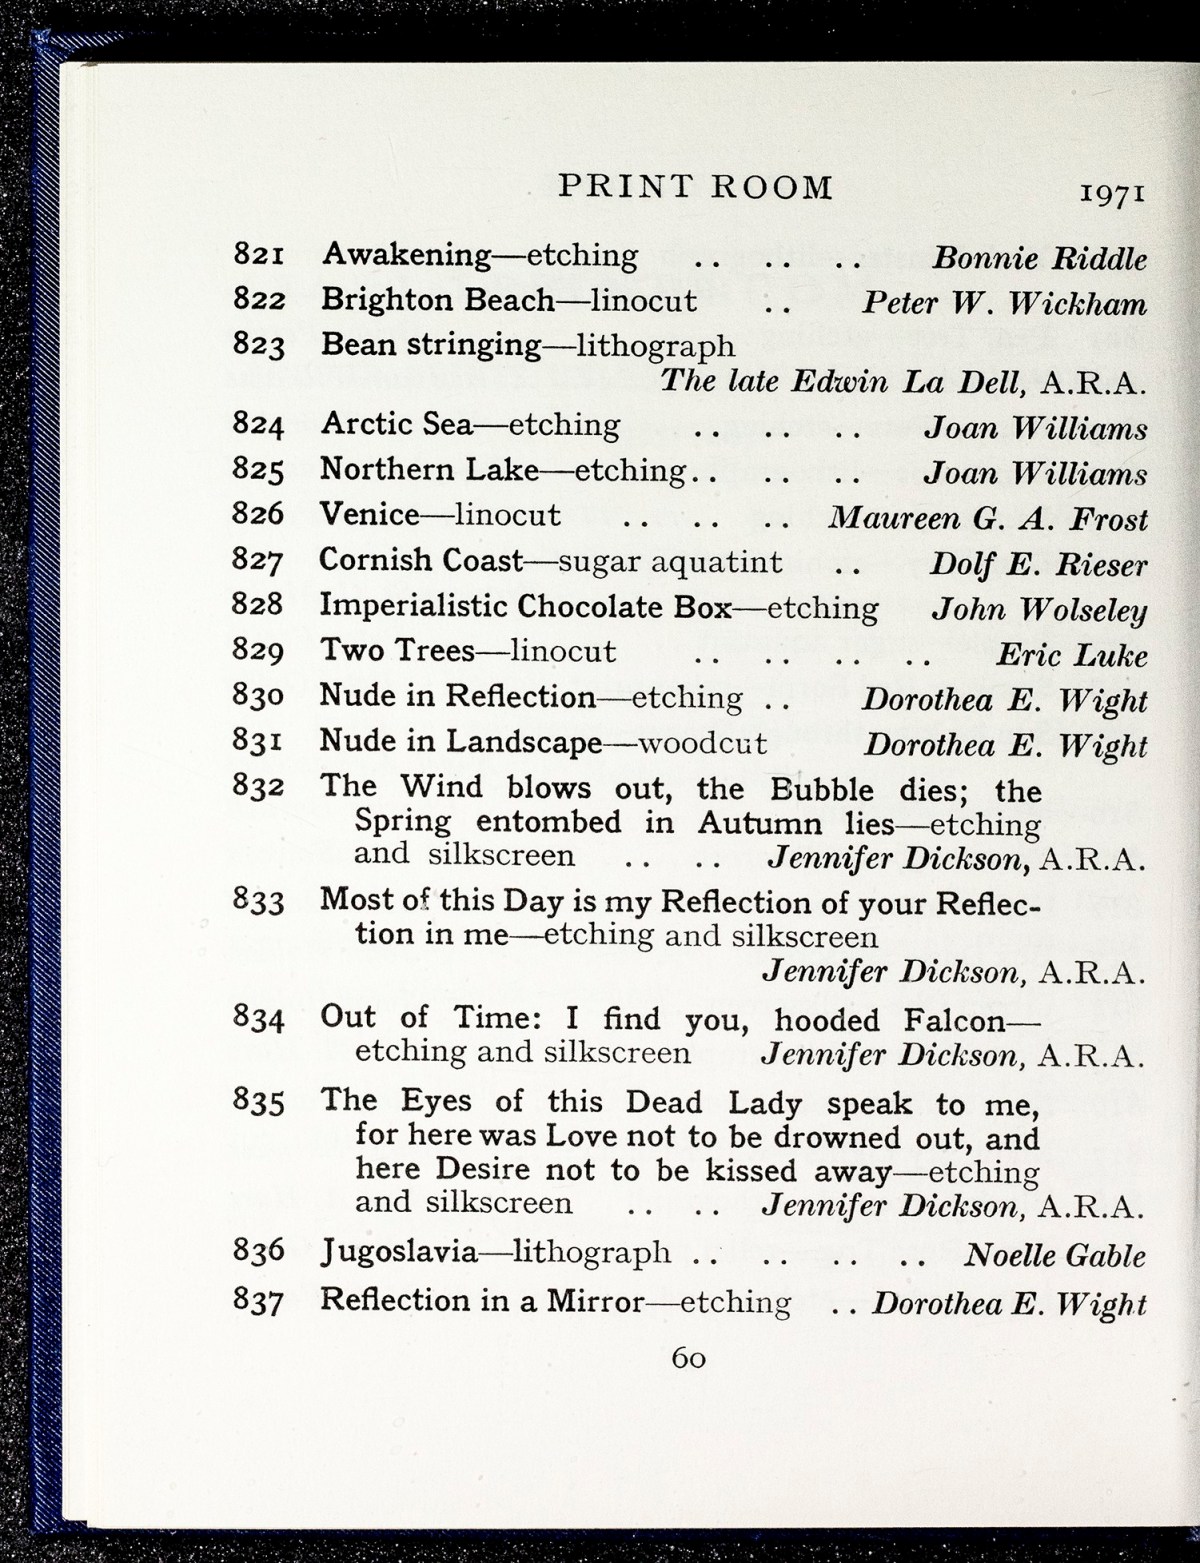 PRINT ROOM 1971
821 Awakening—etching .. .. .. Bonnie Riddle
822 Brighton Beach—linocut .. Peter W. Wickham
823 Bean stringing—lithograph
The late Edwin La Dell, A.R.A.
824 Arctic Sea—etching .. .. .. Joan Williams
825 Northern Lake—etching.. .. .. Joan Williams
826 Venice—linocut .. .. .. Maureen G. A. Frost
827 Cornish Coast—sugar aquatint .. Dolf E. Rieser
828 Imperialistic Chocolate Box—etching John Wolseley
829 Two Trees—linocut .. .. .. .. Eric Luke
830 Nude in Reflection—etching .. Dorothea E. Wight
831 Nude in Landscape—woodcut Dorothea E. Wight
832 The Wind blows out, the Bubble dies; the
Spring entombed in Autumn lies—etching
and silkscreen .. .. Jennifer Dickson, A.R.A.
833 Most of this Day is my Reflection of your Reflec-
tion in me—etching and silkscreen
Jennifer Dickson, A.R.A.
834 Out of Time: I find you, hooded Falcon—
etching and silkscreen Jennifer Dickson, A.R.A.
835 The Eyes of this Dead Lady speak to me,
for here was Love not to be drowned out, and
here Desire not to be kissed away—etching
and silkscreen .. .. Jennifer Dickson, A.R.A.
836 Jugoslavia—lithograph .. .. .. .. Noelle Gable
837 Reflection in a Mirror—etching .. Dorothea E. Wight
60